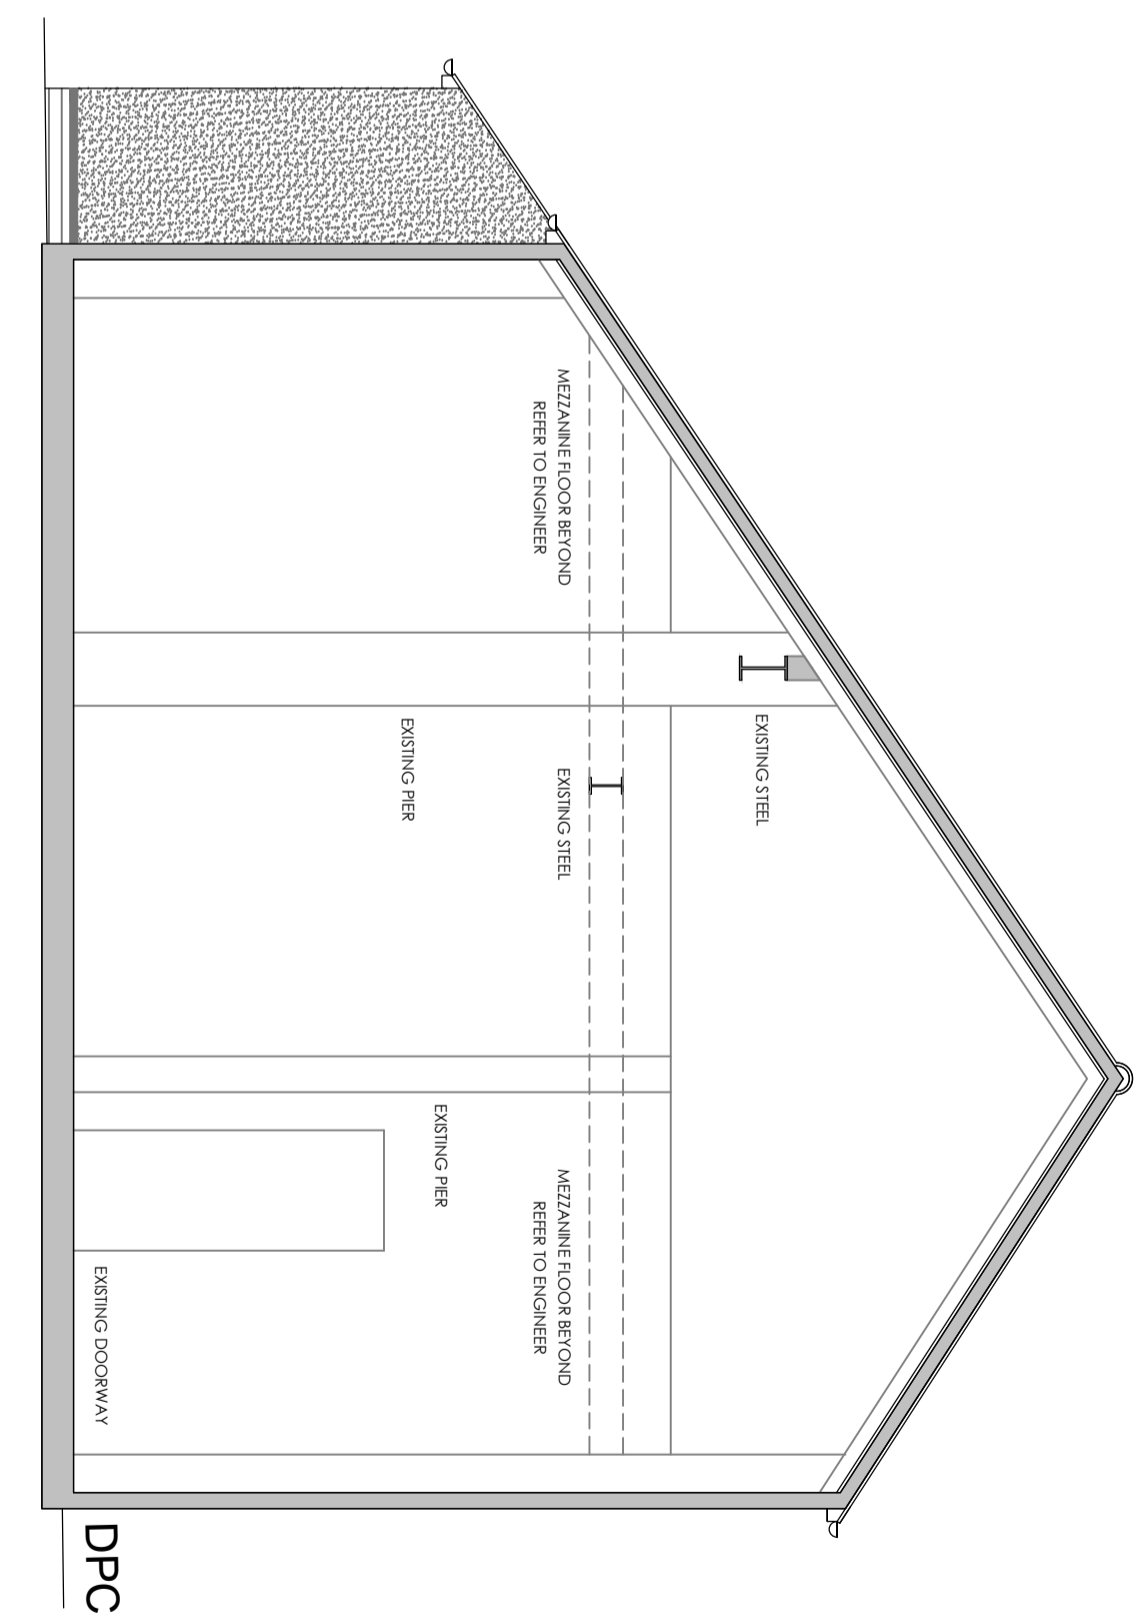 EXISTING STEEL
MEZZANINE FLOOR BEYOND
REFER TO ENGINEER
EXISTING STEEL
MEZZANINE FLOOR BEYOND
REFER TO ENGINEER
EXISTING PIER
EXISTING PIER
EXISTING DOORWAY
DPC